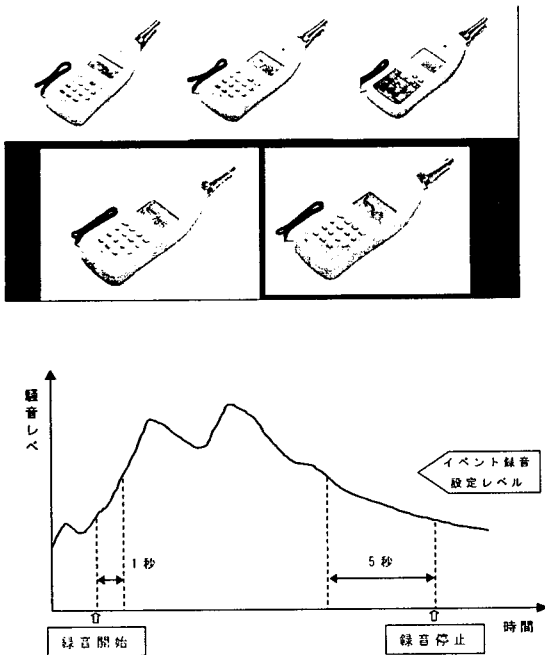 騒音レベ
イベント録音
設定レベル
1秒
5秒
時間
録音開始
録音停止